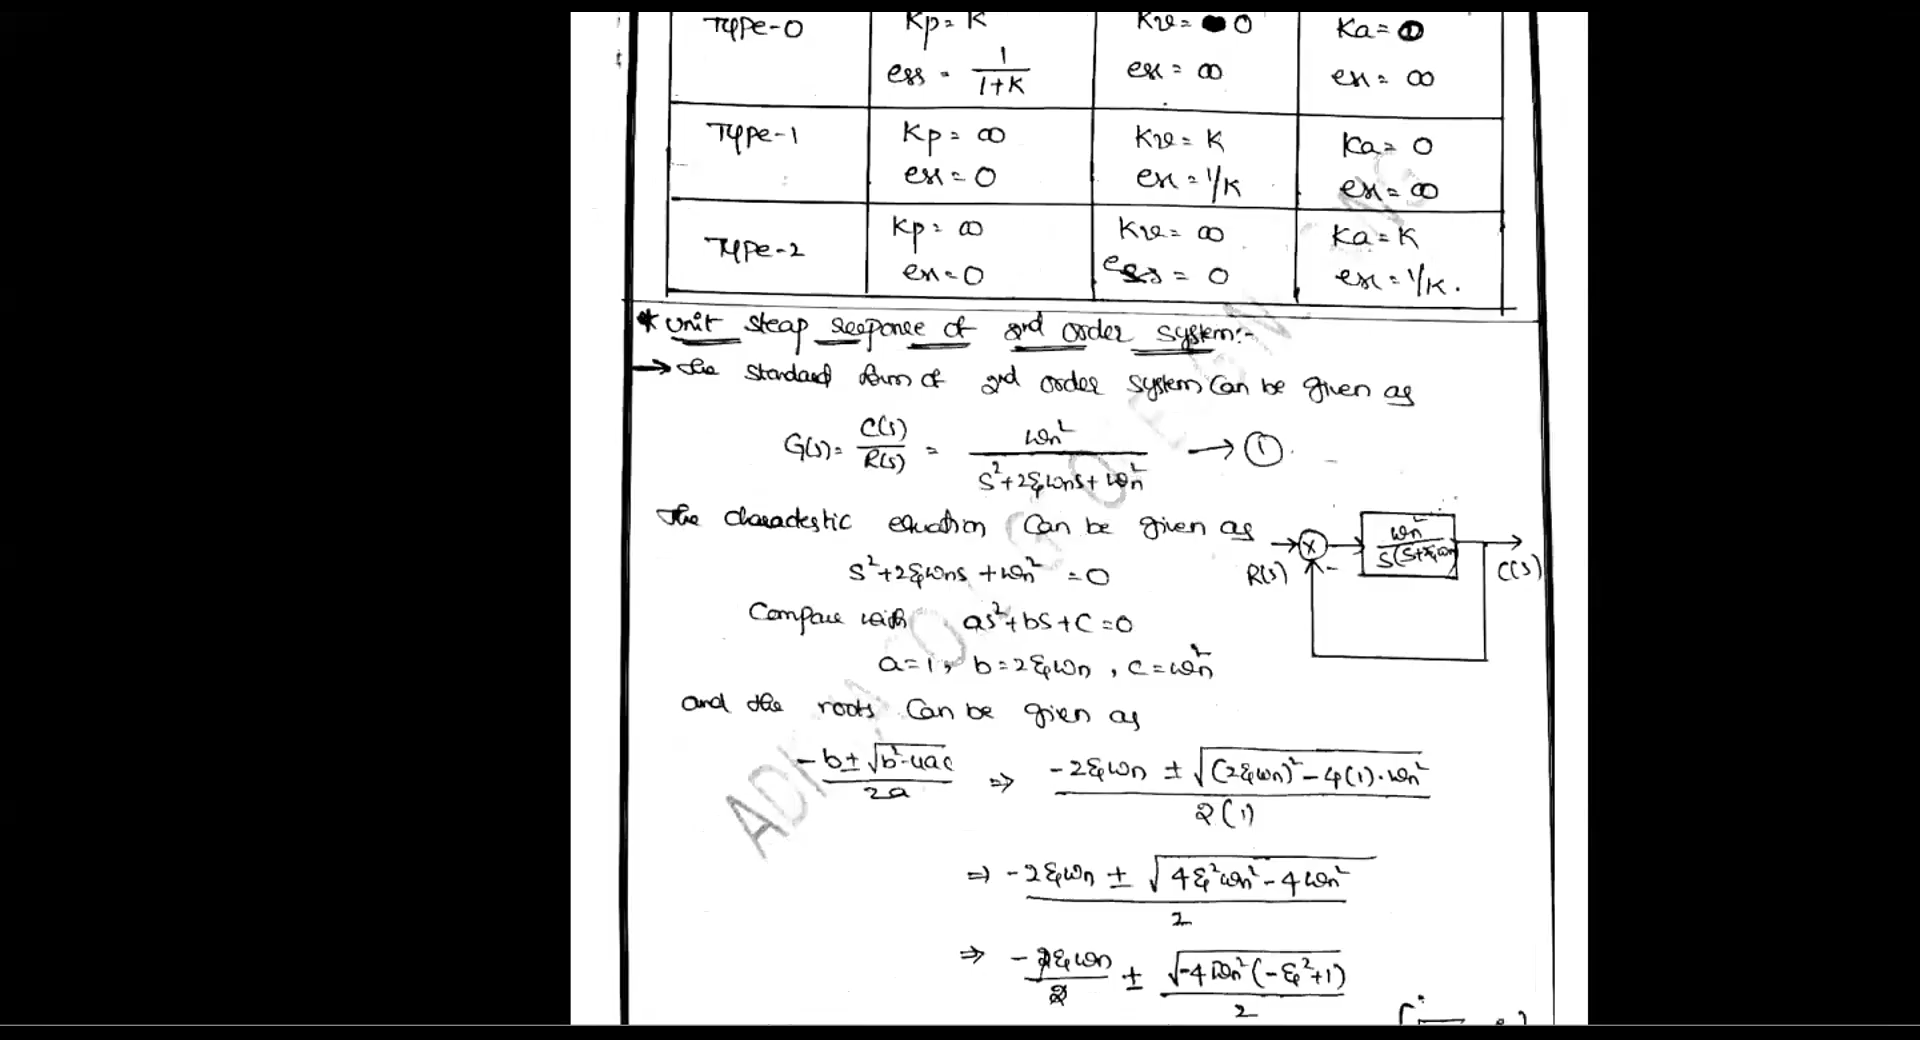 Type-0 Kp = K Kv = 0 Ka = 0
ess = 1/(1+K) ess = ∞ ess = ∞
Type-1 Kp = ∞ Kv = K Ka = 0
ess = 0 ess = 1/K ess = ∞
Type-2 Kp = ∞ Kv = ∞ Ka = K
ess = 0 ess = 0 ess = 1/K.
* Unit steap response of 2nd order system:-
→ The standard form of 2nd order system can be given as
G(s) = C(s)/R(s) = ωn²/(s²+2ξωns+ωn²) → ①
The charactestic equation can be given as
s²+2ξωns+ωn² = 0
R(s) × - ωn²/s(s+2ξωn) C(s)
Compare with as²+bs+c=0
a=1, b=2ξωn, c=ωn²
and the roots can be given as
-b±√(b²-4ac)/2a ⇒ -2ξωn ± √((2ξωn)²-4(1)·ωn²)/2(1)
⇒ -2ξωn ± √(4ξ²ωn²-4ωn²)/2
⇒ -2ξωn/2 ± √(-4ωn²(-ξ²+1))/2